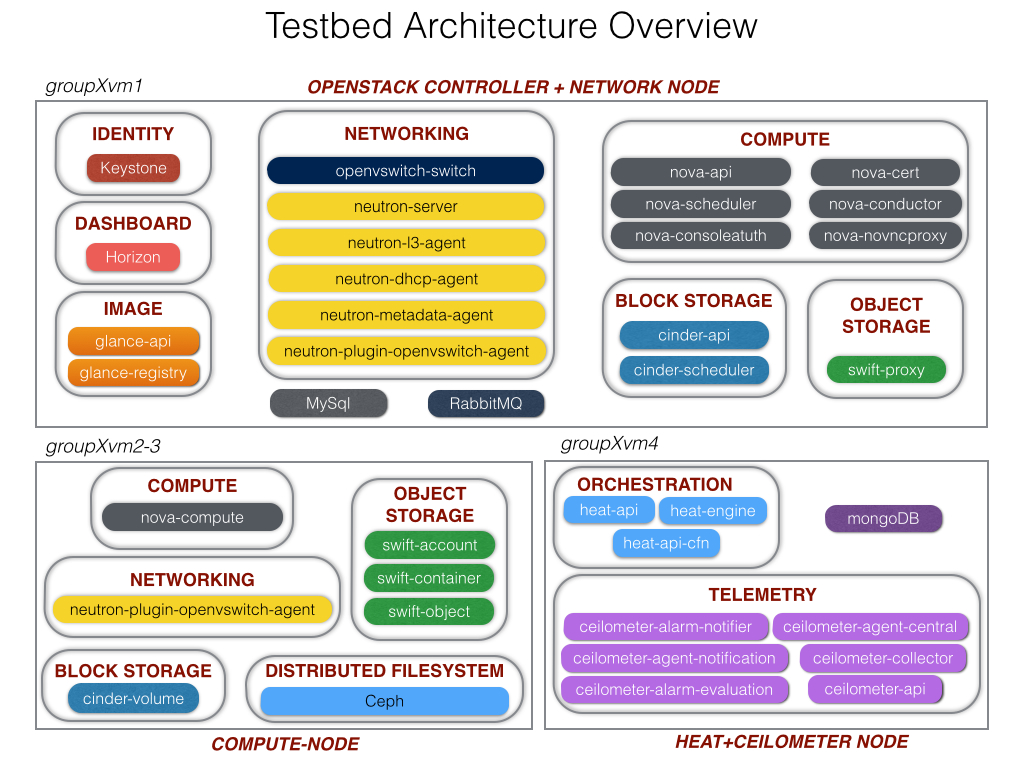 Testbed Architecture Overview
groupXvm1
OPENSTACK CONTROLLER + NETWORK NODE
IDENTITY
Keystone
DASHBOARD
Horizon
IMAGE
glance-api
glance-registry
NETWORKING
openvswitch-switch
neutron-server
neutron-l3-agent
neutron-dhcp-agent
neutron-metadata-agent
neutron-plugin-openvswitch-agent
MySql
RabbitMQ
COMPUTE
nova-api
nova-cert
nova-scheduler
nova-conductor
nova-consoleatuth
nova-novncproxy
BLOCK STORAGE
cinder-api
cinder-scheduler
OBJECT
STORAGE
swift-proxy
groupXvm2-3
COMPUTE
nova-compute
NETWORKING
neutron-plugin-openvswitch-agent
OBJECT
STORAGE
swift-account
swift-container
swift-object
BLOCK STORAGE
cinder-volume
DISTRIBUTED FILESYSTEM
Ceph
COMPUTE-NODE
groupXvm4
ORCHESTRATION
heat-api
heat-engine
heat-api-cfn
mongoDB
TELEMETRY
ceilometer-alarm-notifier
ceilometer-agent-central
ceilometer-agent-notification
ceilometer-collector
ceilometer-alarm-evaluation
ceilometer-api
HEAT+CEILOMETER NODE